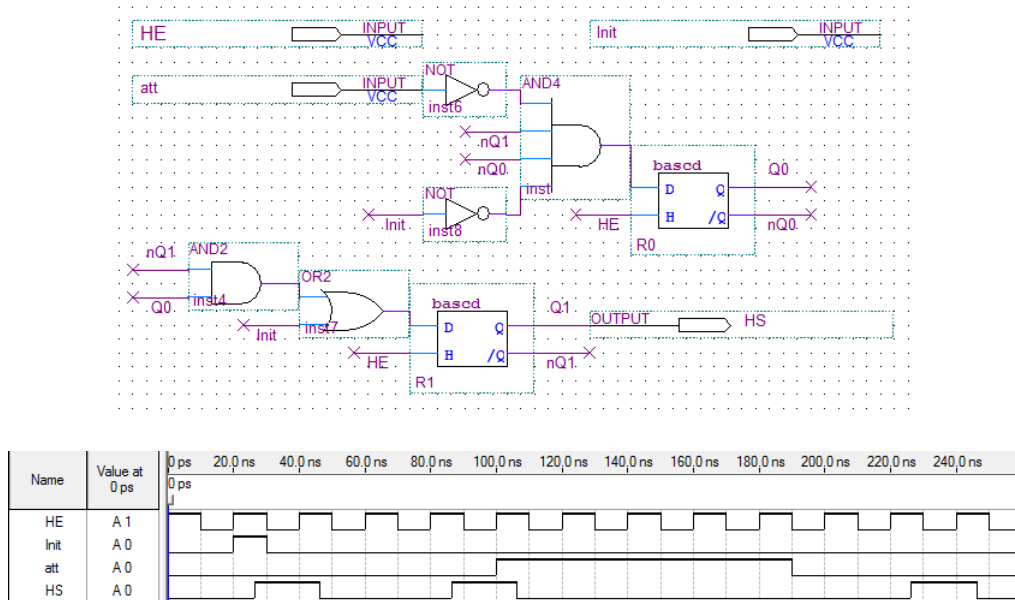 HE INPUT VCC Init INPUT VCC
att INPUT VCC NOT inst6 AND4
nQ1
nQ0
inst
NOT
Init inst8
bascd
D Q Q0
HE H /Q nQ0
R0
nQ1 AND2
Q0 inst4
OR2
Init inst7
bascd
D Q Q1 OUTPUT HS
HE H /Q nQ1
R1
Name Value at 0 ps 0 ps 20.0 ns 40.0 ns 60.0 ns 80.0 ns 100.0 ns 120.0 ns 140.0 ns 160.0 ns 180.0 ns 200.0 ns 220.0 ns 240.0 ns
0 ps
HE A 1
Init A 0
att A 0
HS A 0